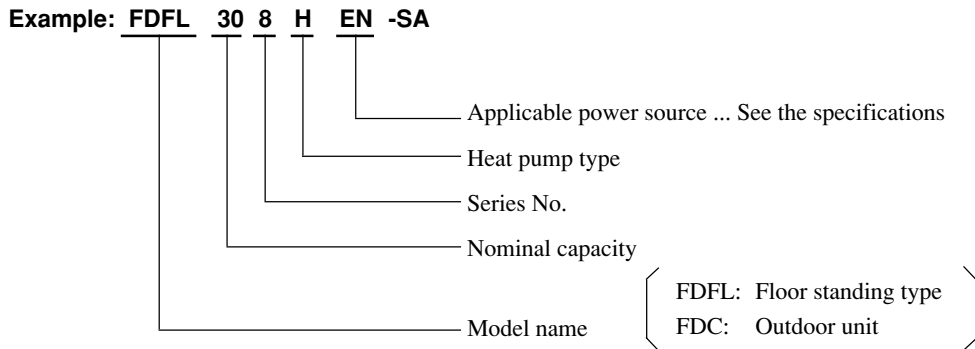 Example: FDFL 30 8 H EN -SA
Applicable power source ... See the specifications
Heat pump type
Series No.
Nominal capacity
Model name
FDFL: Floor standing type
FDC: Outdoor unit